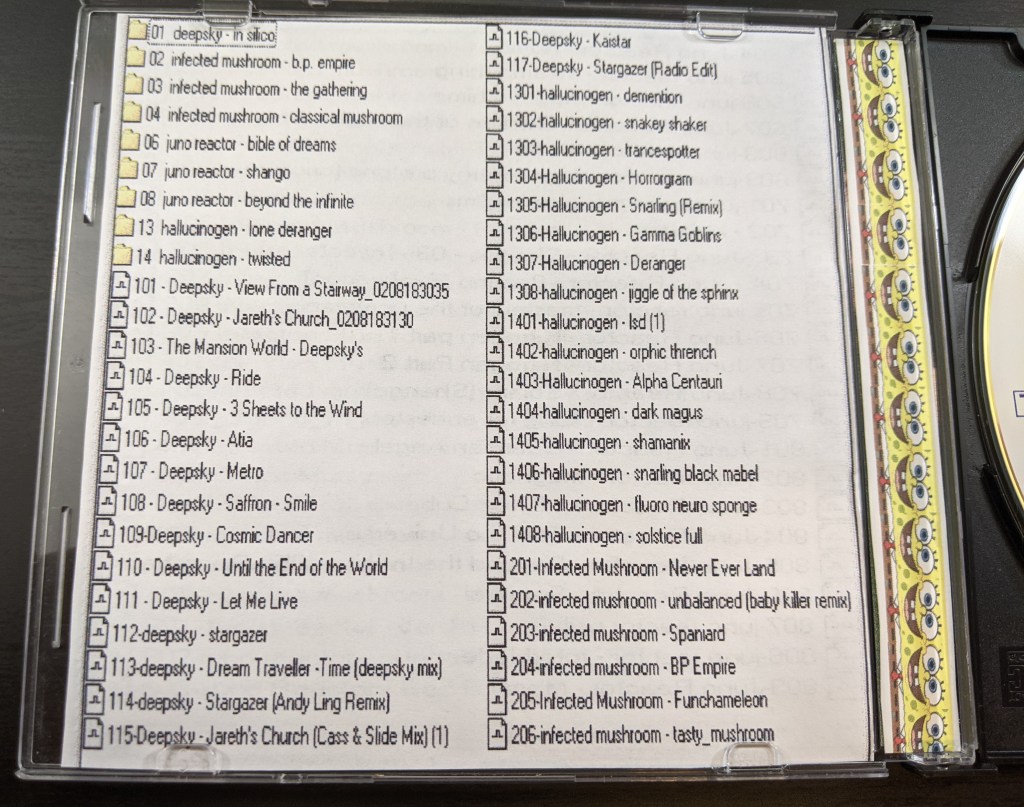 01 deepsky - in silico
02 infected mushroom - b.p. empire
03 infected mushroom - the gathering
04 infected mushroom - classical mushroom
06 juno reactor - bible of dreams
07 juno reactor - shango
08 juno reactor - beyond the infinite
13 hallucinogen - lone deranger
14 hallucinogen - twisted
101 - Deepsky - View From a Stairway_0208183035
102 - Deepsky - Jareth's Church_0208183130
103 - The Mansion World - Deepsky's
104 - Deepsky - Ride
105 - Deepsky - 3 Sheets to the Wind
106 - Deepsky - Atia
107 - Deepsky - Metro
108 - Deepsky - Saffron - Smile
109-Deepsky - Cosmic Dancer
110 - Deepsky - Until the End of the World
111 - Deepsky - Let Me Live
112-deepsky - stargazer
113-deepsky - Dream Traveller -Time (deepsky mix)
114-deepsky - Stargazer (Andy Ling Remix)
115-Deepsky - Jareth's Church (Cass & Slide Mix) (1)
116-Deepsky - Kaistar
117-Deepsky - Stargazer (Radio Edit)
1301-hallucinogen - demention
1302-hallucinogen - snakey shaker
1303-hallucinogen - trancespotter
1304-Hallucinogen - Horrorgram
1305-Hallucinogen - Snarling (Remix)
1306-Hallucinogen - Gamma Goblins
1307-Hallucinogen - Deranger
1308-hallucinogen - jiggle of the sphinx
1401-hallucinogen - lsd (1)
1402-hallucinogen - orphic thrench
1403-Hallucinogen - Alpha Centauri
1404-hallucinogen - dark magus
1405-hallucinogen - shamanix
1406-hallucinogen - snarling black mabel
1407-hallucinogen - fluoro neuro sponge
1408-hallucinogen - solstice full
201-Infected Mushroom - Never Ever Land
202-infected mushroom - unbalanced (baby killer remix)
203-infected mushroom - Spaniard
204-infected mushroom - BP Empire
205-Infected Mushroom - Funchameleon
206-infected mushroom - tasty_mushroom